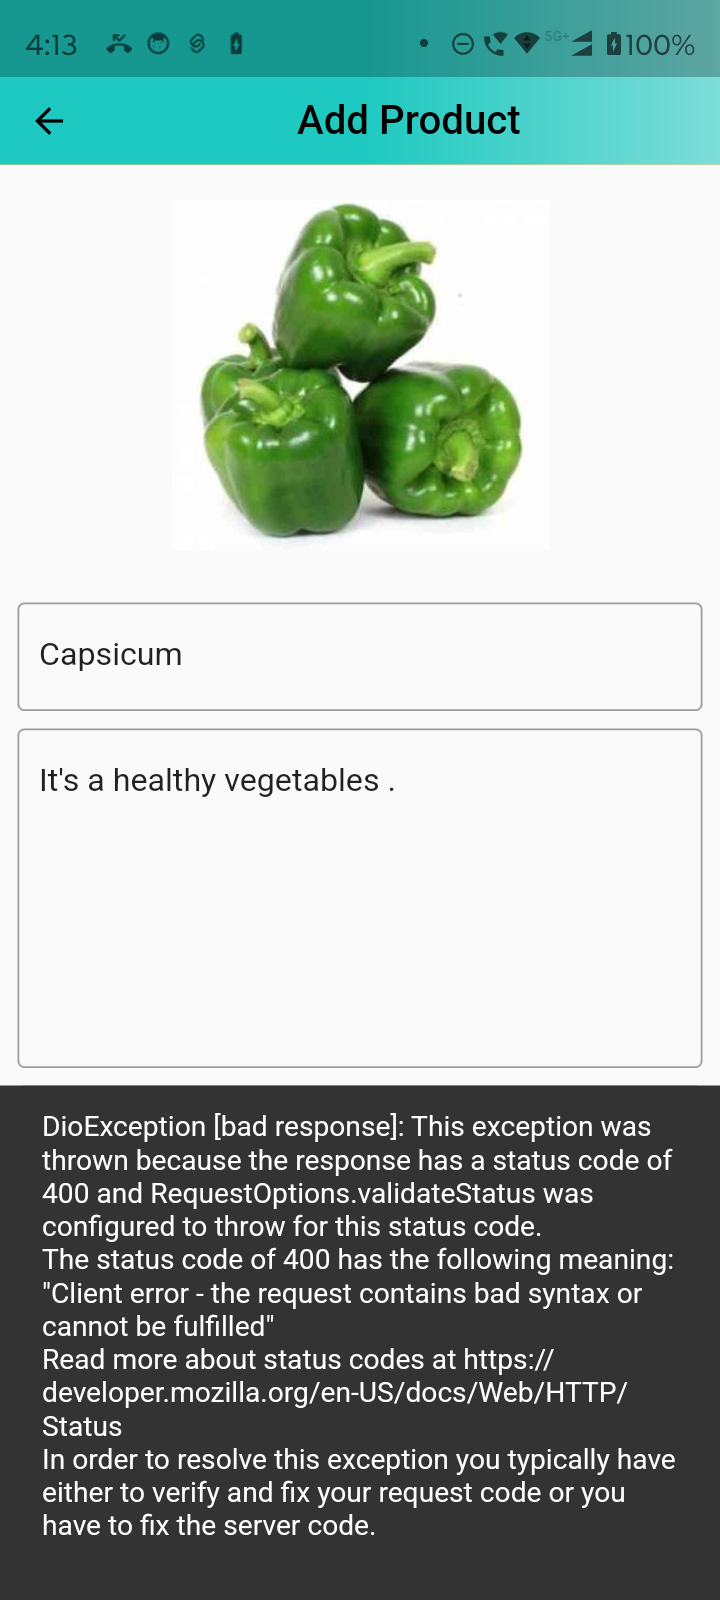 4:13
5G+
100%
Add Product
Capsicum
It's a healthy vegetables .
DioException [bad response]: This exception was
thrown because the response has a status code of
400 and RequestOptions.validateStatus was
configured to throw for this status code.
The status code of 400 has the following meaning:
"Client error - the request contains bad syntax or
cannot be fulfilled"
Read more about status codes at https://
developer.mozilla.org/en-US/docs/Web/HTTP/
Status
In order to resolve this exception you typically have
either to verify and fix your request code or you
have to fix the server code.